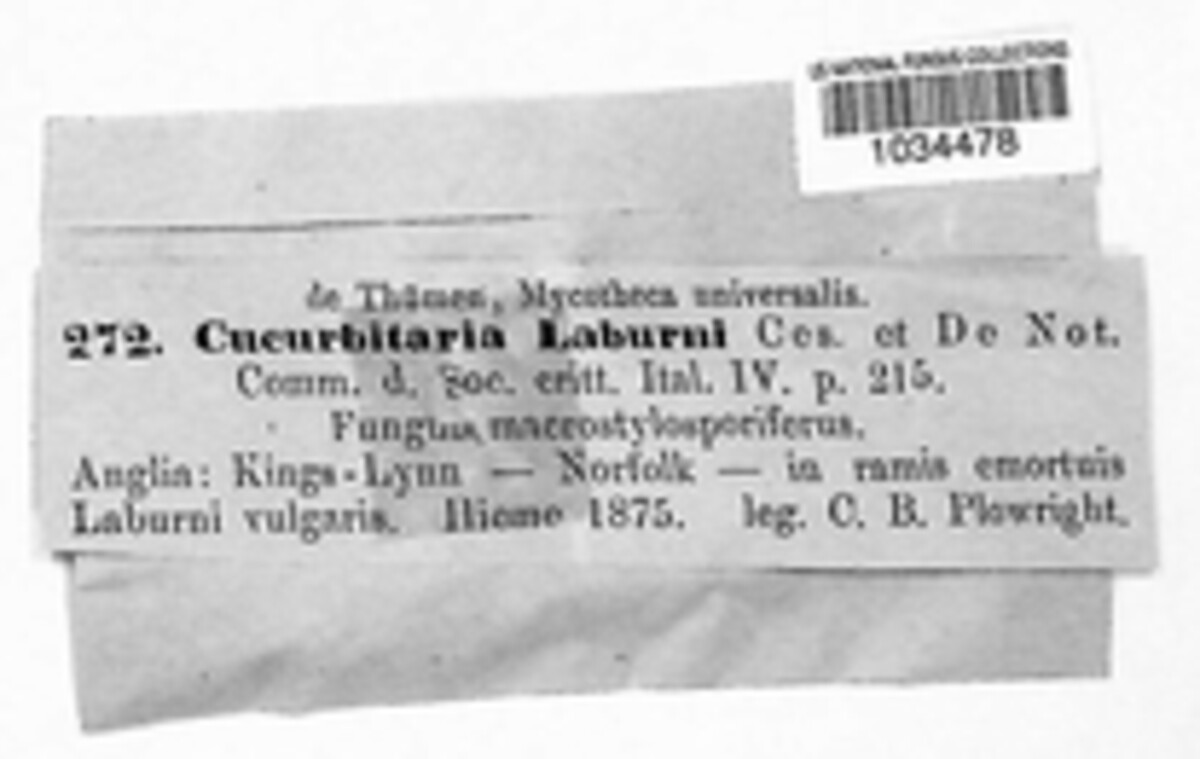 US NATIONAL FUNGUS COLLECTIONS
1034478
de Thümen, Mycotheca universalis.
272. Cucurbitaria Laburni Ces. et De Not.
Comm. d. Soc. critt. Ital. IV. p. 215.
Fungus macrostylosporiferus.
Anglia: Kings-Lynn — Norfolk — in ramis emortuis
Laburni vulgaris. Hieme 1875. leg. C. B. Plowright.